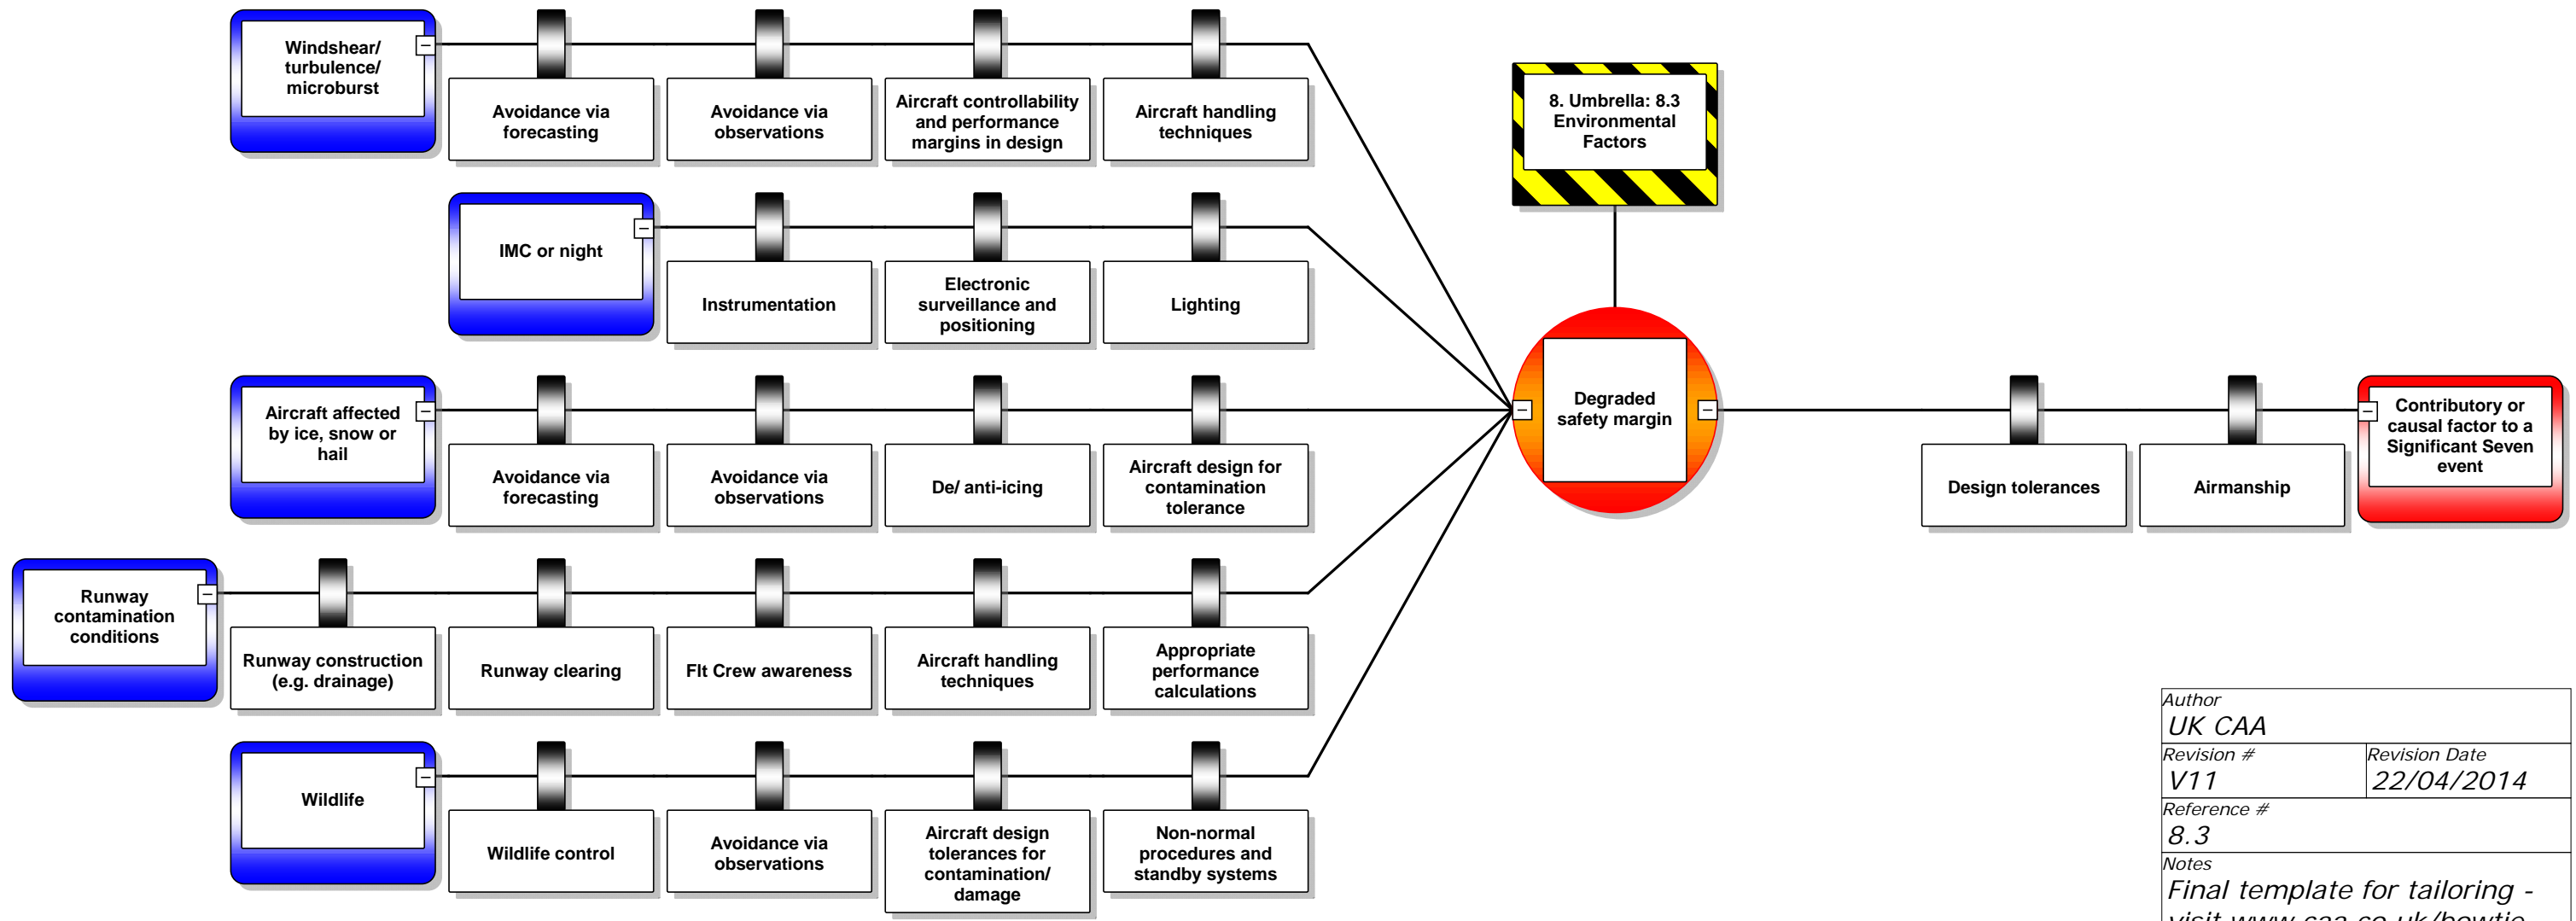 Windshear/
turbulence/
microburst
Avoidance via
forecasting
Avoidance via
observations
Aircraft controllability
and performance
margins in design
Aircraft handling
techniques
8. Umbrella: 8.3
Environmental
Factors
IMC or night
Instrumentation
Electronic
surveillance and
positioning
Lighting
Aircraft affected
by ice, snow or
hail
Avoidance via
forecasting
Avoidance via
observations
De/ anti-icing
Aircraft design for
contamination
tolerance
Degraded
safety margin
Design tolerances
Airmanship
Contributory or
causal factor to a
Significant Seven
event
Runway
contamination
conditions
Runway construction
(e.g. drainage)
Runway clearing
Flt Crew awareness
Aircraft handling
techniques
Appropriate
performance
calculations
Wildlife
Wildlife control
Avoidance via
observations
Aircraft design
tolerances for
contamination/
damage
Non-normal
procedures and
standby systems
Author
UK CAA
Revision #
V11
Revision Date
22/04/2014
Reference #
8.3
Notes
Final template for tailoring -
visit www.caa.co.uk/bowtie